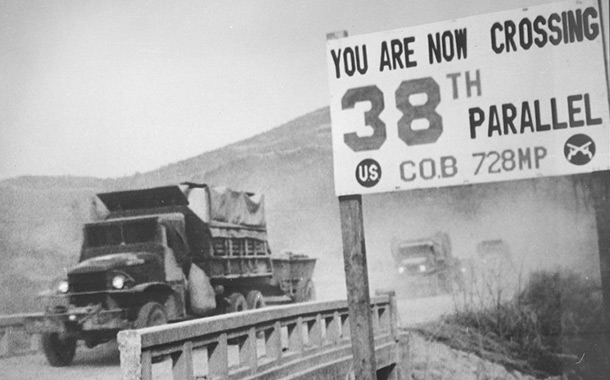 YOU ARE NOW CROSSING
38TH
PARALLEL
US CO.B 728MP